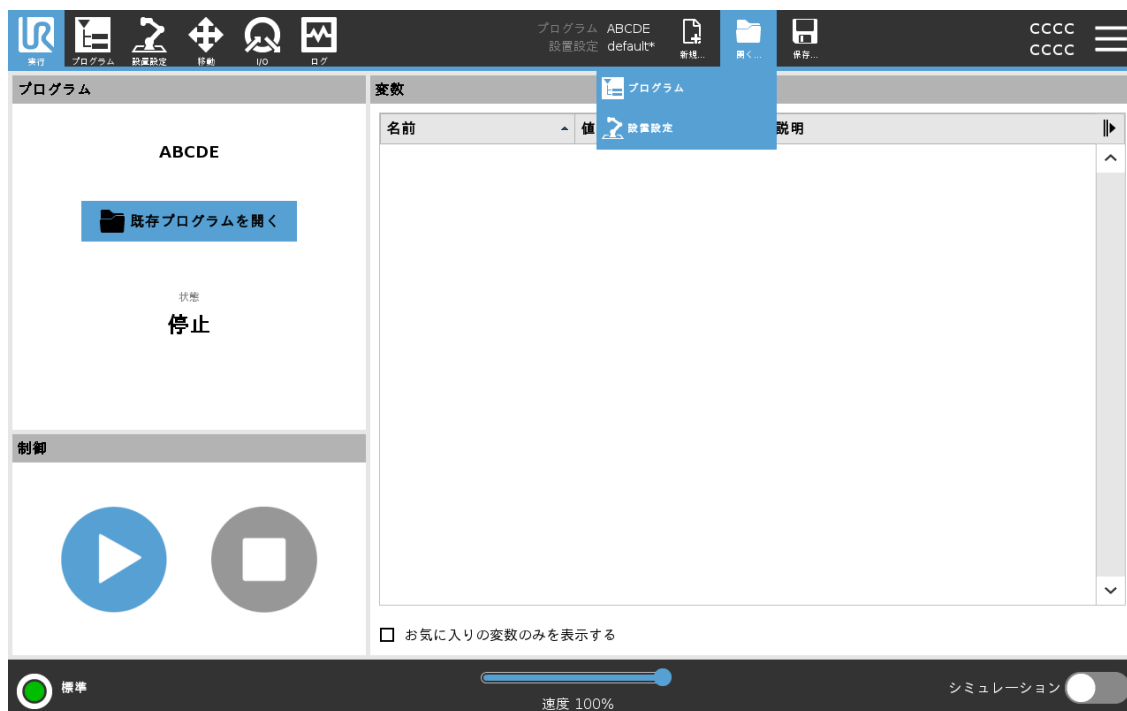 実行
プログラム
設置設定
移動
I/O
ログ
プログラム ABCDE
設置設定 default*
新規...
開く...
保存...
CCCC
CCCC
プログラム
設置設定
プログラム
ABCDE
既存プログラムを開く
状態
停止
変数
名前
値
説明
お気に入りの変数のみを表示する
制御
標準
速度 100%
シミュレーション